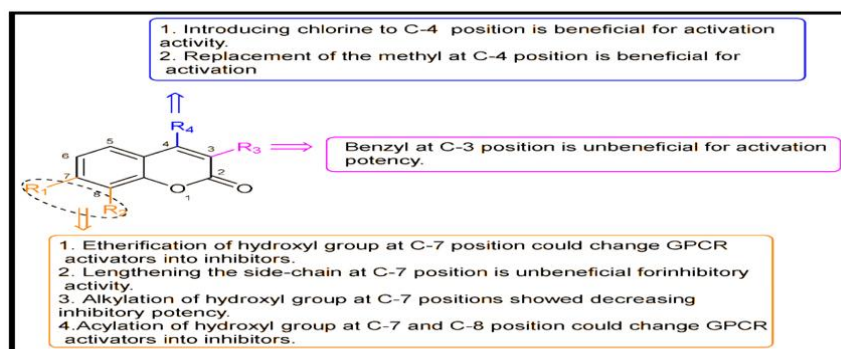 1. Introducing chlorine to C-4 position is beneficial for activation
activity.
2. Replacement of the methyl at C-4 position is beneficial for
activation
R4
4
3
R3
Benzyl at C-3 position is unbeneficial for activation
potency.
5
6
7
8
2
O
1
O
R1
R2
1. Etherification of hydroxyl group at C-7 position could change GPCR
activators into inhibitors.
2. Lengthening the side-chain at C-7 position is unbeneficial forinhibitory
activity.
3. Alkylation of hydroxyl group at C-7 positions showed decreasing
inhibitory potency.
4.Acylation of hydroxyl group at C-7 and C-8 position could change GPCR
activators into inhibitors.